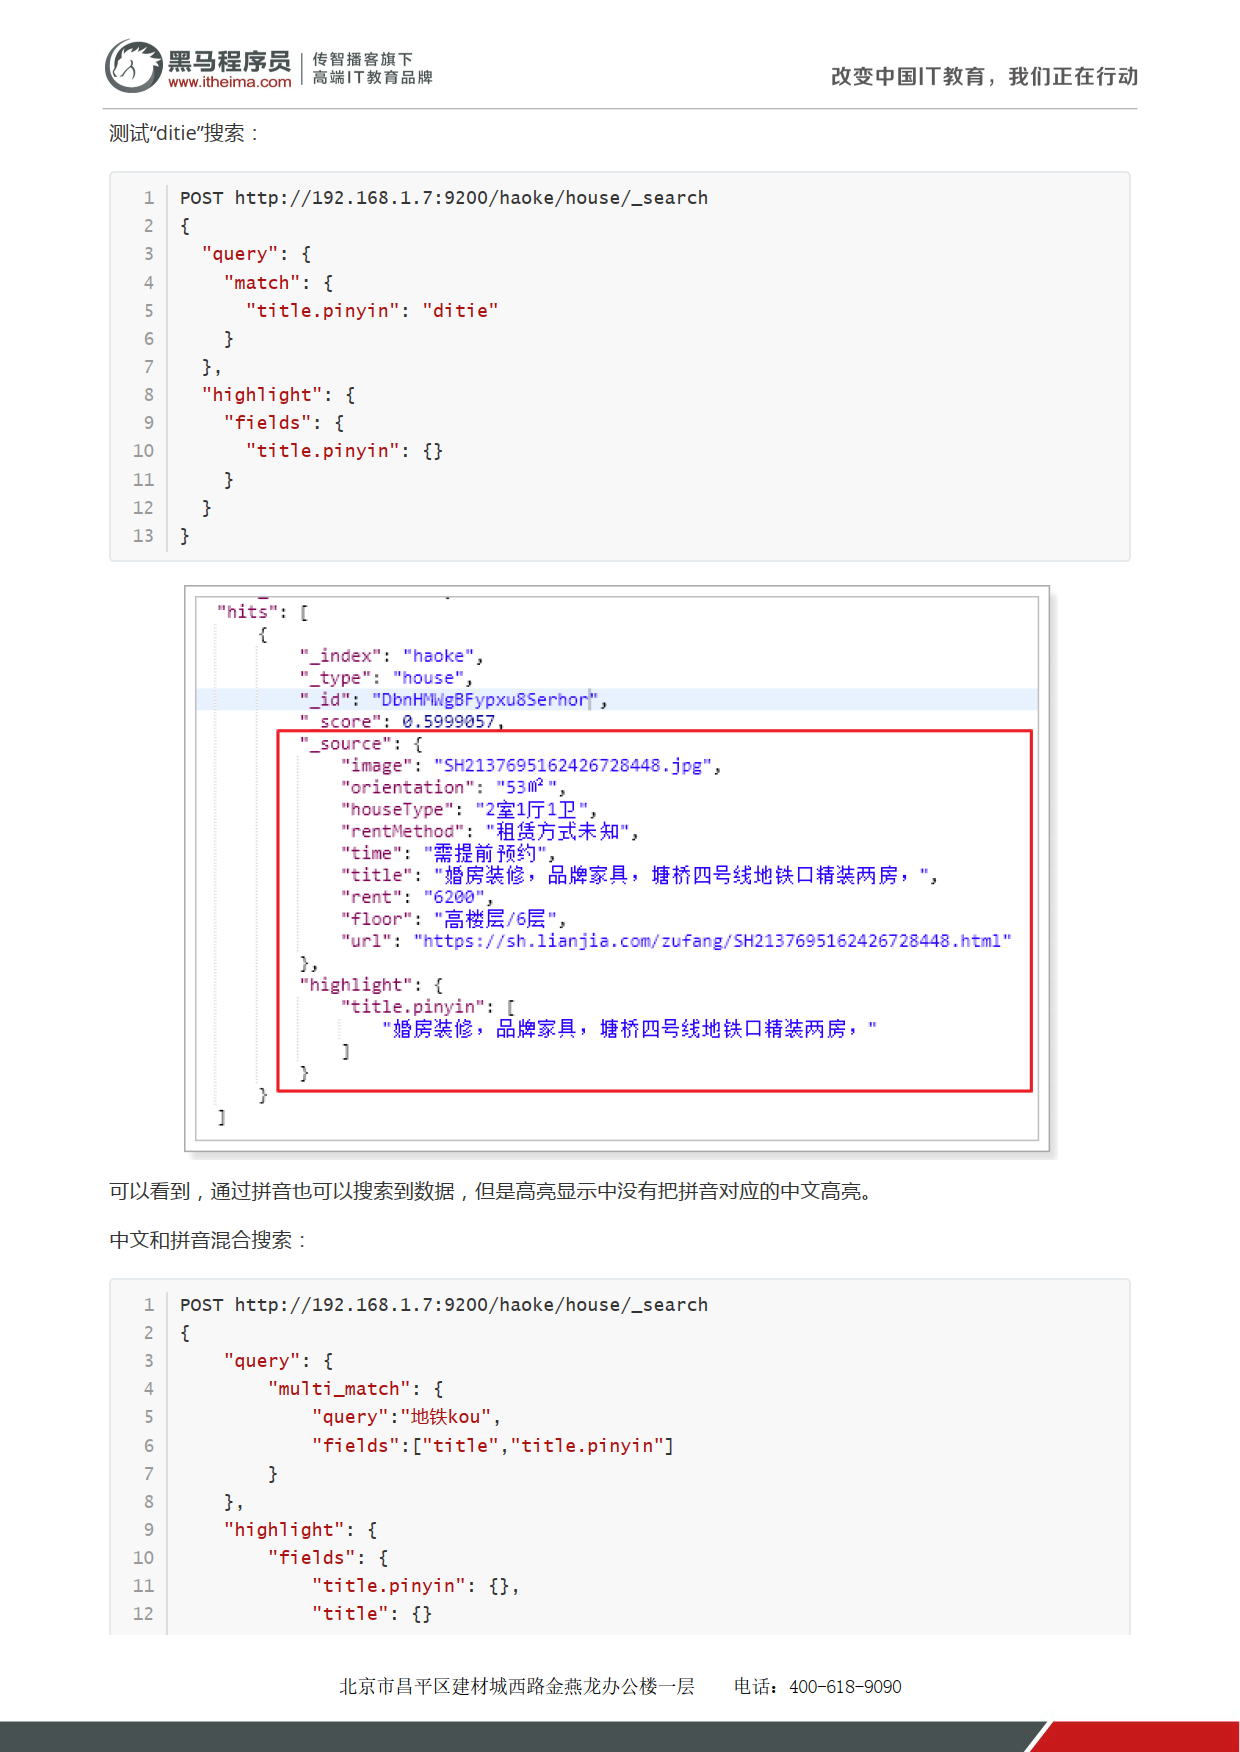 黑马程序员
www.itheima.com
传智播客旗下
高端IT教育品牌
改变中国IT教育，我们正在行动
测试“ditie”搜索：
1 POST http://192.168.1.7:9200/haoke/house/_search
2 {
3 "query": {
4 "match": {
5 "title.pinyin": "ditie"
6 }
7 },
8 "highlight": {
9 "fields": {
10 "title.pinyin": {}
11 }
12 }
13 }
"hits": [
{
"_index": "haoke",
"_type": "house",
"_id": "DbnHMWgBFypxu8Serhor",
"_score": 0.5999057,
"_source": {
"image": "SH2137695162426728448.jpg",
"orientation": "53㎡",
"houseType": "2室1厅1卫",
"rentMethod": "租赁方式未知",
"time": "需提前预约",
"title": "婚房装修，品牌家具，塘桥四号线地铁口精装两房，",
"rent": "6200",
"floor": "高楼层/6层",
"url": "https://sh.lianjia.com/zufang/SH2137695162426728448.html"
},
"highlight": {
"title.pinyin": [
"婚房装修，品牌家具，塘桥四号线地铁口精装两房，"
]
}
}
]
可以看到，通过拼音也可以搜索到数据，但是高亮显示中没有把拼音对应的中文高亮。
中文和拼音混合搜索：
1 POST http://192.168.1.7:9200/haoke/house/_search
2 {
3 "query": {
4 "multi_match": {
5 "query":"地铁kou",
6 "fields":["title","title.pinyin"]
7 }
8 },
9 "highlight": {
10 "fields": {
11 "title.pinyin": {},
12 "title": {}
北京市昌平区建材城西路金燕龙办公楼一层 电话：400-618-9090